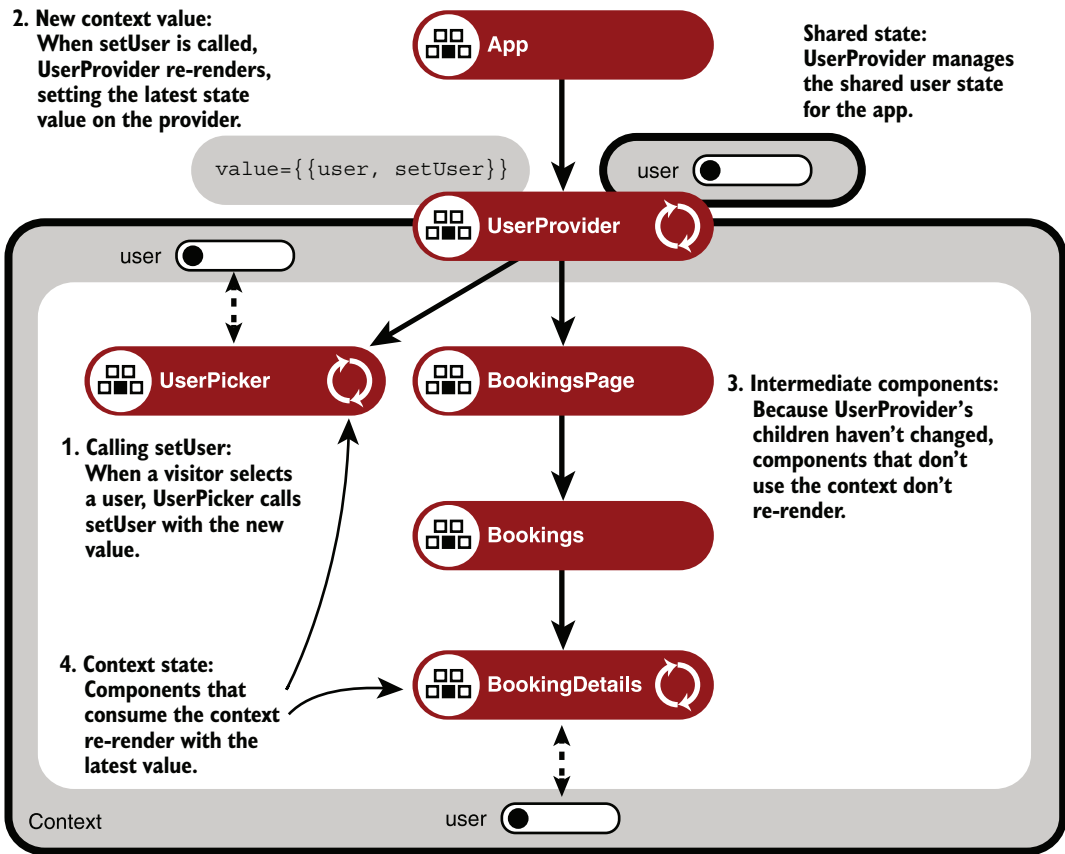 2. New context value:
When setUser is called,
UserProvider re-renders,
setting the latest state
value on the provider.
App
Shared state:
UserProvider manages
the shared user state
for the app.
value={{user, setUser}}
user
UserProvider
user
UserPicker
BookingsPage
1. Calling setUser:
When a visitor selects
a user, UserPicker calls
setUser with the new
value.
3. Intermediate components:
Because UserProvider’s
children haven’t changed,
components that don’t
use the context don’t
re-render.
Bookings
4. Context state:
Components that
consume the context
re-render with the
latest value.
BookingDetails
Context
user